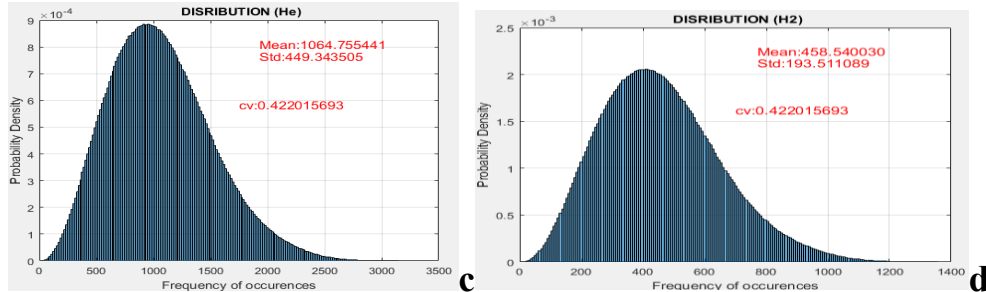 DISRIBUTION (He)
× 10⁻⁴
9
8
7
6
5
4
3
2
1
0
Probability Density
Mean:1064.755441
Std:449.343505
cv:0.422015693
0 500 1000 1500 2000 2500 3000 3500
Frequency of occurences
c
DISRIBUTION (H2)
× 10⁻³
2.5
2
1.5
1
0.5
0
Probability Density
Mean:458.540030
Std:193.511089
cv:0.422015693
0 200 400 600 800 1000 1200 1400
Frequency of occurences
d